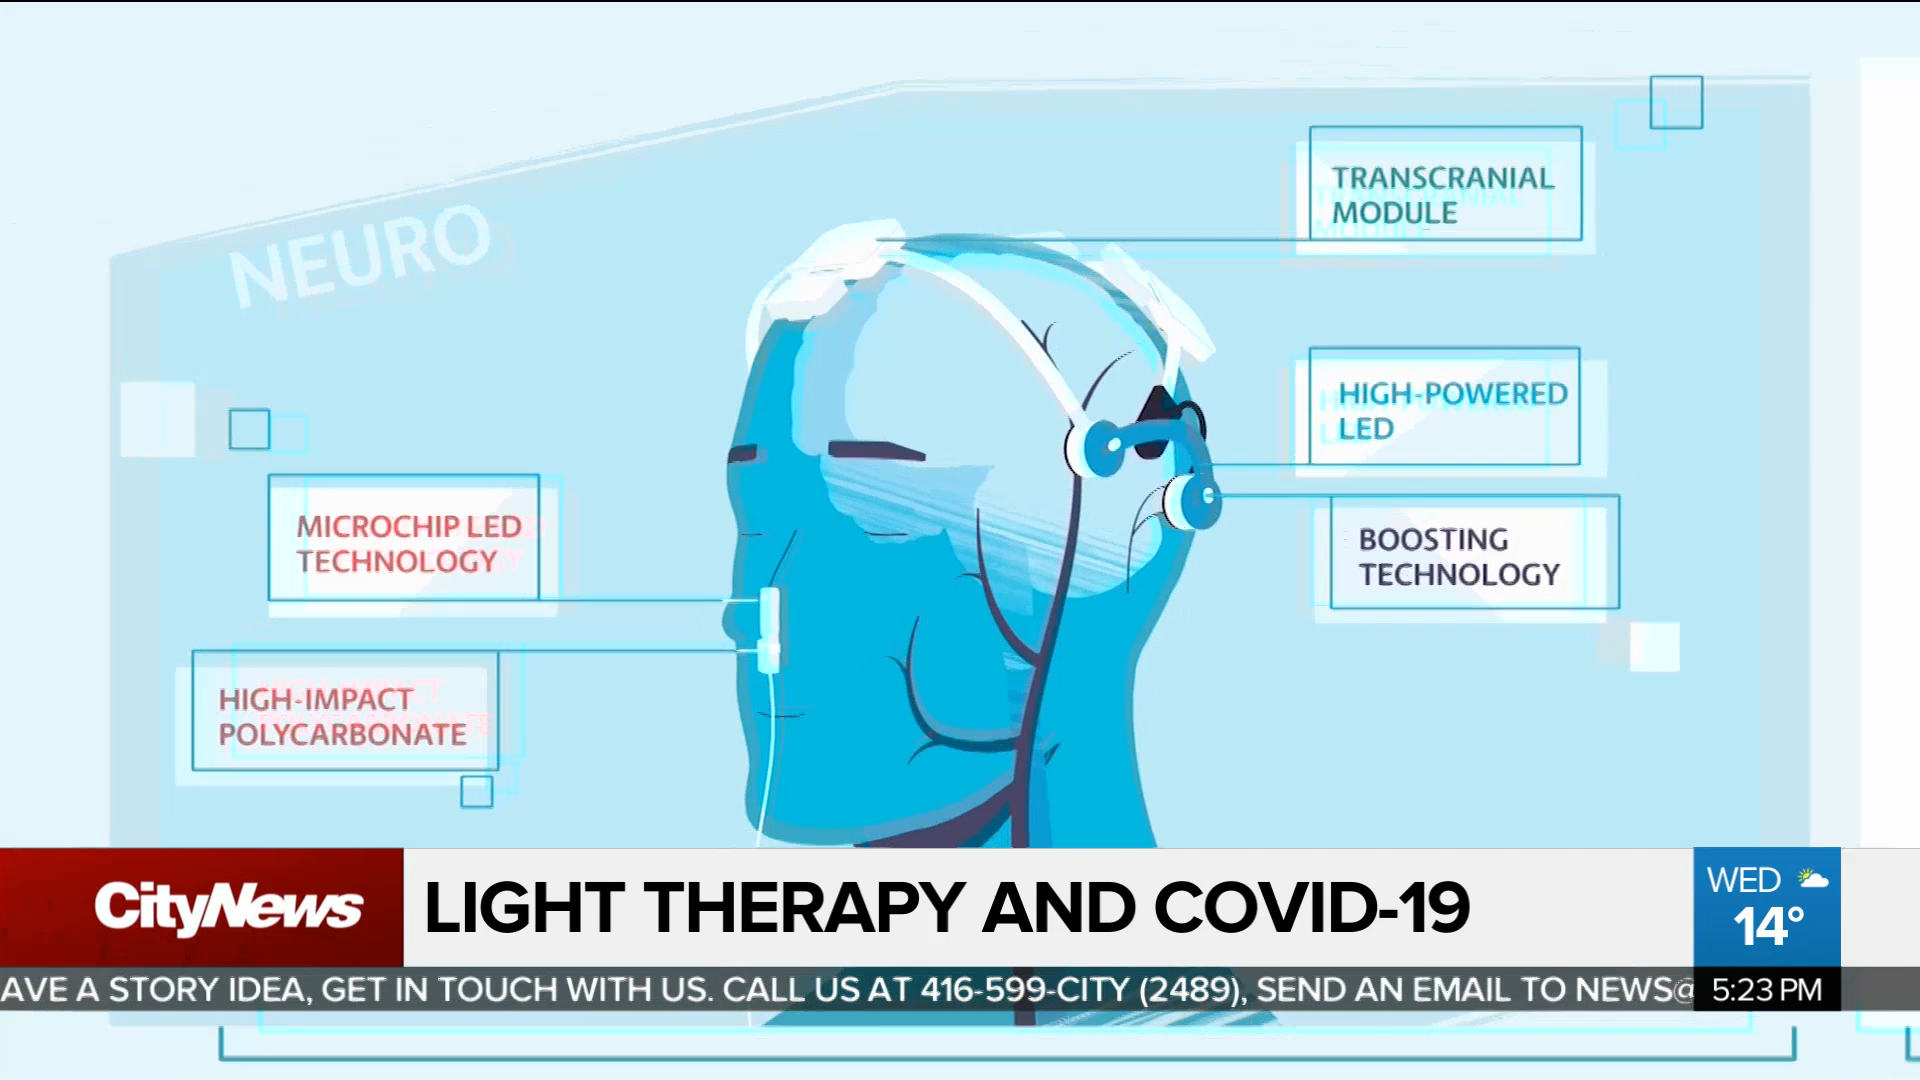 NEURO
TRANSCRANIAL
MODULE
HIGH-POWERED
LED
MICROCHIP LED
TECHNOLOGY
BOOSTING
TECHNOLOGY
HIGH-IMPACT
POLYCARBONATE
CityNews
LIGHT THERAPY AND COVID-19
WED
14°
AVE A STORY IDEA, GET IN TOUCH WITH US. CALL US AT 416-599-CITY (2489), SEND AN EMAIL TO NEWS@
5:23 PM